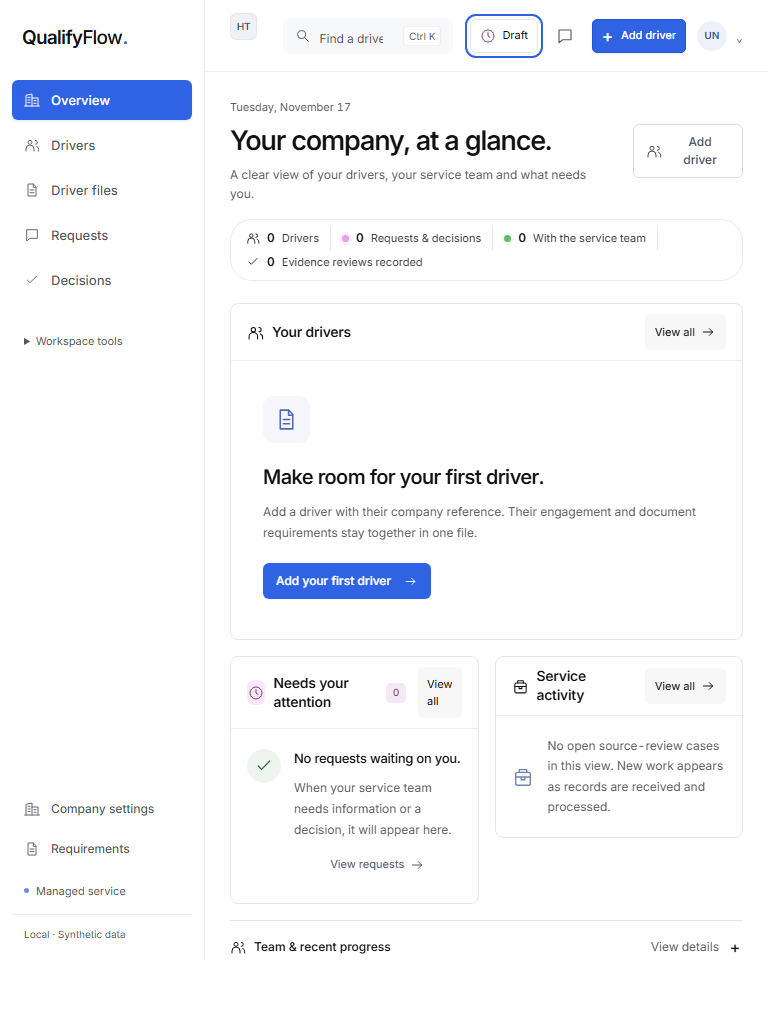 QualifyFlow.
HT
Find a drive
Ctrl K
Draft
+ Add driver
UN
Overview
Drivers
Driver files
Requests
Decisions
Workspace tools
Company settings
Requirements
Managed service
Local · Synthetic data
Tuesday, November 17
Your company, at a glance.
A clear view of your drivers, your service team and what needs
you.
Add
driver
0 Drivers
0 Requests & decisions
0 With the service team
0 Evidence reviews recorded
Your drivers
View all →
Make room for your first driver.
Add a driver with their company reference. Their engagement and document
requirements stay together in one file.
Add your first driver →
Needs your
attention
0
View
all
No requests waiting on you.
When your service team
needs information or a
decision, it will appear here.
View requests →
Service
activity
View all →
No open source-review cases
in this view. New work appears
as records are received and
processed.
Team & recent progress
View details +